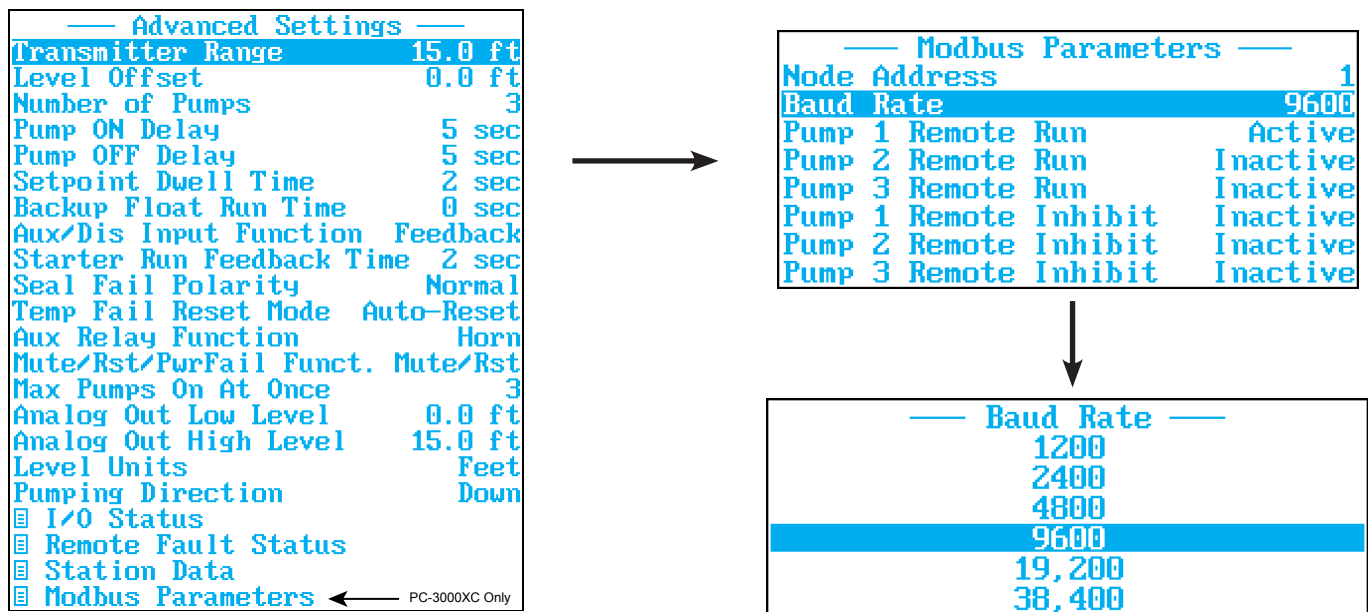 Advanced Settings
Transmitter Range 15.0 ft
Level Offset 0.0 ft
Number of Pumps 3
Pump ON Delay 5 sec
Pump OFF Delay 5 sec
Setpoint Dwell Time 2 sec
Backup Float Run Time 0 sec
Aux/Dis Input Function Feedback
Starter Run Feedback Time 2 sec
Seal Fail Polarity Normal
Temp Fail Reset Mode Auto-Reset
Aux Relay Function Horn
Mute/Rst/PwrFail Funct. Mute/Rst
Max Pumps On At Once 3
Analog Out Low Level 0.0 ft
Analog Out High Level 15.0 ft
Level Units Feet
Pumping Direction Down
I/O Status
Remote Fault Status
Station Data
Modbus Parameters PC-3000XC Only
Modbus Parameters
Node Address 1
Baud Rate 9600
Pump 1 Remote Run Active
Pump 2 Remote Run Inactive
Pump 3 Remote Run Inactive
Pump 1 Remote Inhibit Inactive
Pump 2 Remote Inhibit Inactive
Pump 3 Remote Inhibit Inactive
Baud Rate
1200
2400
4800
9600
19,200
38,400